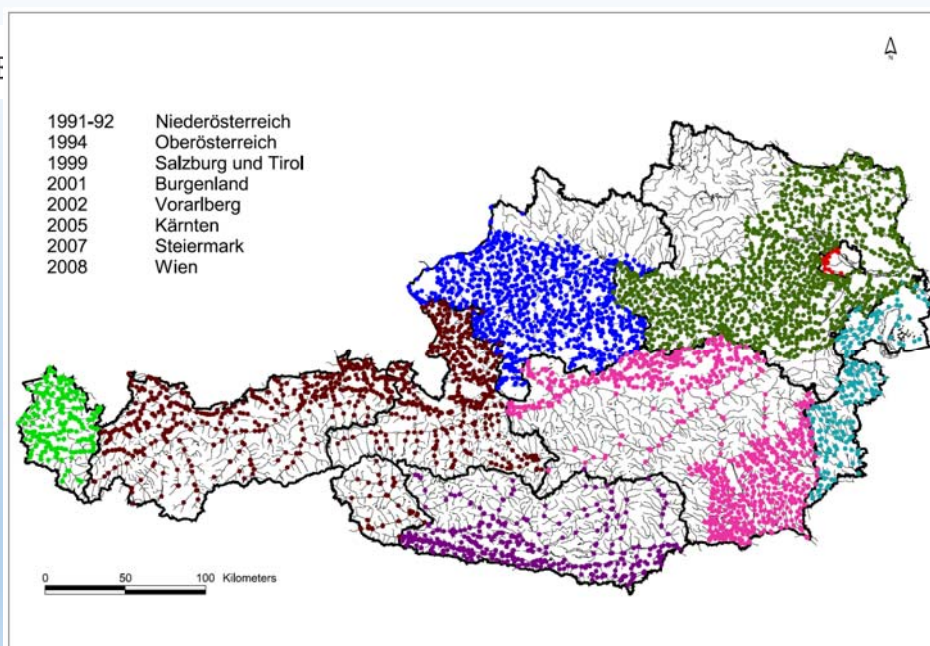 N
1991-92 Niederösterreich
1994 Oberösterreich
1999 Salzburg und Tirol
2001 Burgenland
2002 Vorarlberg
2005 Kärnten
2007 Steiermark
2008 Wien
0 50 100 Kilometers